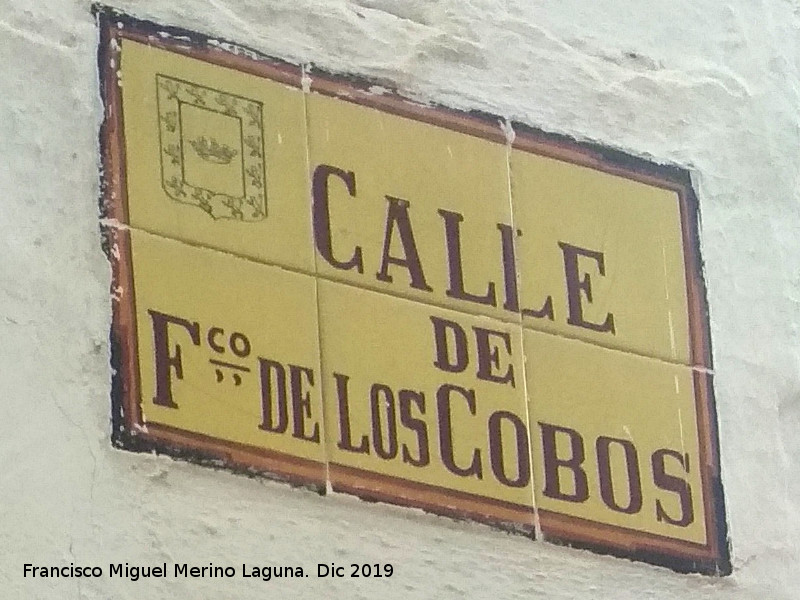 CALLE
DE
Fco DE LOS COBOS
Francisco Miguel Merino Laguna. Dic 2019